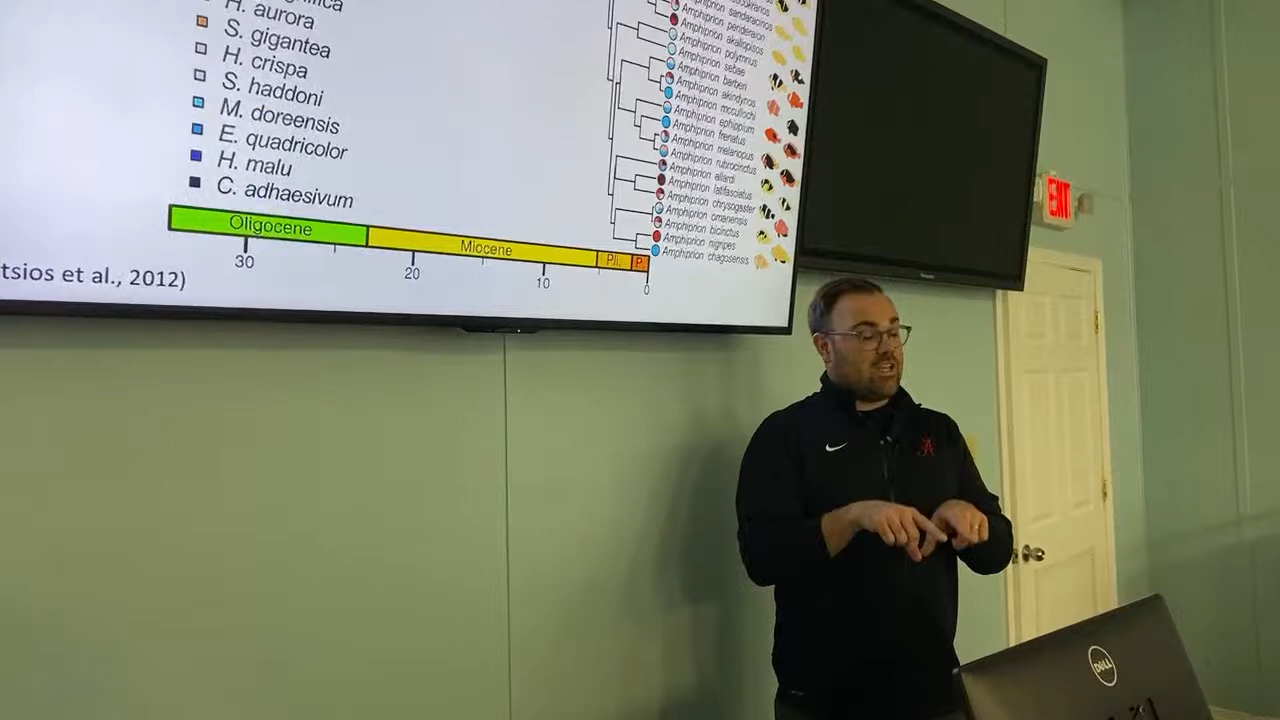 H. aurora
S. gigantea
H. crispa
S. haddoni
M. doreensis
E. quadricolor
H. malu
C. adhaesivum
Oligocene
Miocene
Pli.
P.
30
20
10
0
tsios et al., 2012)
Amphiprion sandaracinos
Amphiprion perideraion
Amphiprion akallopisos
Amphiprion polymnus
Amphiprion sebae
Amphiprion barberi
Amphiprion akindynos
Amphiprion mccullochi
Amphiprion ephippium
Amphiprion frenatus
Amphiprion melanopus
Amphiprion rubrocinctus
Amphiprion allardi
Amphiprion latifasciatus
Amphiprion chrysogaster
Amphiprion omanensis
Amphiprion bicinctus
Amphiprion nigripes
Amphiprion chagosensis
EXIT
A
DELL